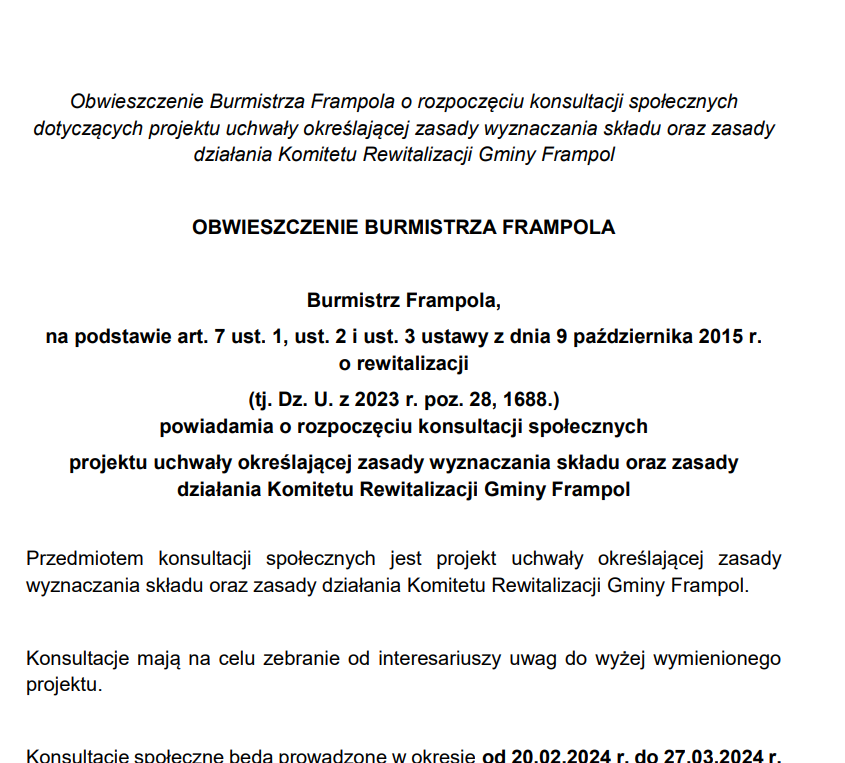 Obwieszczenie Burmistrza Frampola o rozpoczęciu konsultacji społecznych
dotyczących projektu uchwały określającej zasady wyznaczania składu oraz zasady
działania Komitetu Rewitalizacji Gminy Frampol
OBWIESZCZENIE BURMISTRZA FRAMPOLA
Burmistrz Frampola,
na podstawie art. 7 ust. 1, ust. 2 i ust. 3 ustawy z dnia 9 października 2015 r.
o rewitalizacji
(tj. Dz. U. z 2023 r. poz. 28, 1688.)
powiadamia o rozpoczęciu konsultacji społecznych
projektu uchwały określającej zasady wyznaczania składu oraz zasady
działania Komitetu Rewitalizacji Gminy Frampol
Przedmiotem konsultacji społecznych jest projekt uchwały określającej zasady
wyznaczania składu oraz zasady działania Komitetu Rewitalizacji Gminy Frampol.
Konsultacje mają na celu zebranie od interesariuszy uwag do wyżej wymienionego
projektu.
Konsultacje społeczne będą prowadzone w okresie od 20.02.2024 r. do 27.03.2024 r.